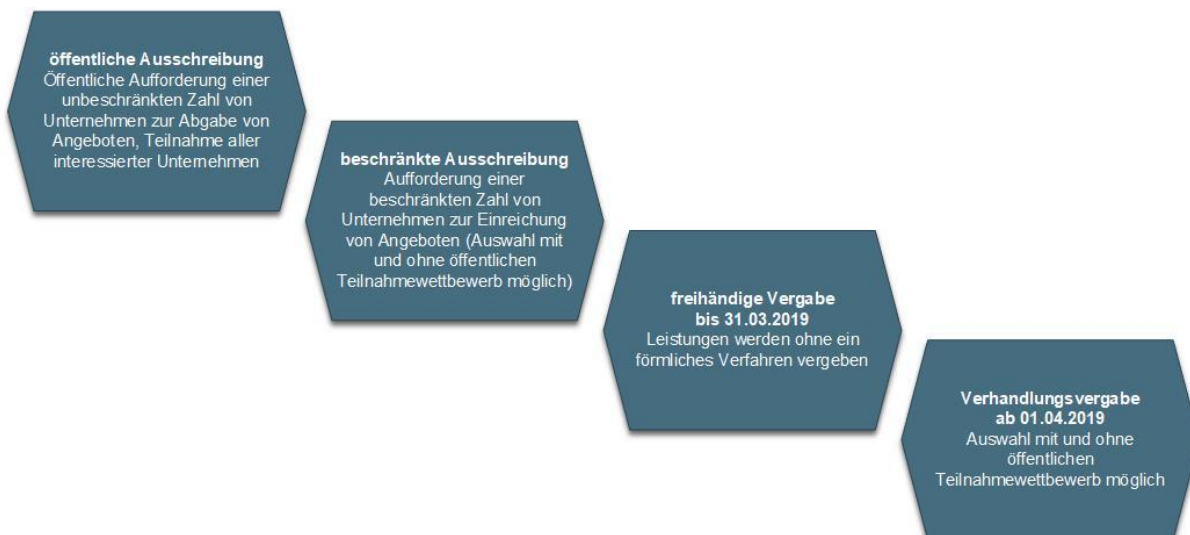 öffentliche Ausschreibung
Öffentliche Aufforderung einer
unbeschränkten Zahl von
Unternehmen zur Abgabe von
Angeboten, Teilnahme aller
interessierter Unternehmen
beschränkte Ausschreibung
Aufforderung einer
beschränkten Zahl von
Unternehmen zur Einreichung
von Angeboten (Auswahl mit
und ohne öffentlichen
Teilnahmewettbewerb möglich)
freihändige Vergabe
bis 31.03.2019
Leistungen werden ohne ein
förmliches Verfahren vergeben
Verhandlungsvergabe
ab 01.04.2019
Auswahl mit und ohne
öffentlichen
Teilnahmewettbewerb möglich